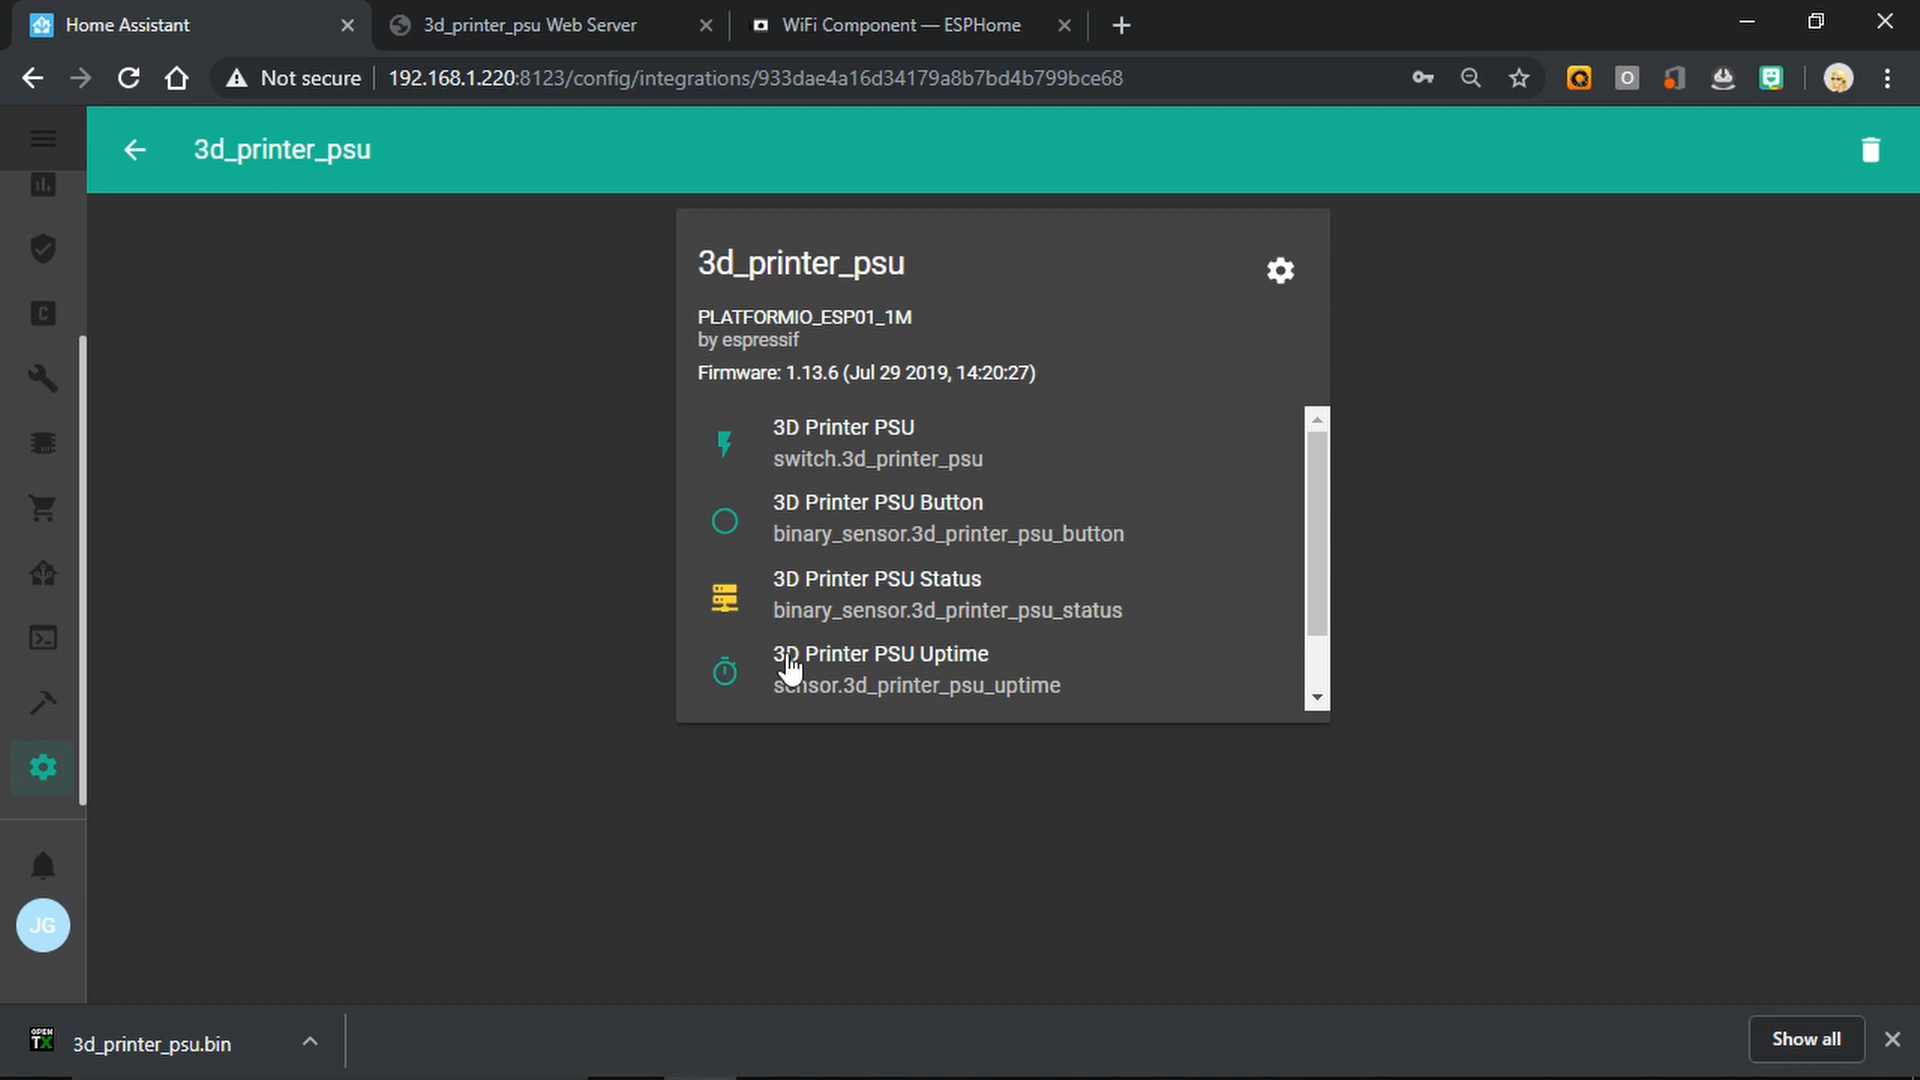 Home Assistant
3d_printer_psu Web Server
WiFi Component — ESPHome
Not secure
192.168.1.220:8123/config/integrations/933dae4a16d34179a8b7bd4b799bce68
O
3d_printer_psu
C
3d_printer_psu
PLATFORMIO_ESP01_1M
by espressif
Firmware: 1.13.6 (Jul 29 2019, 14:20:27)
3D Printer PSU
switch.3d_printer_psu
3D Printer PSU Button
binary_sensor.3d_printer_psu_button
3D Printer PSU Status
binary_sensor.3d_printer_psu_status
3D Printer PSU Uptime
sensor.3d_printer_psu_uptime
JG
OPEN
TX
3d_printer_psu.bin
Show all